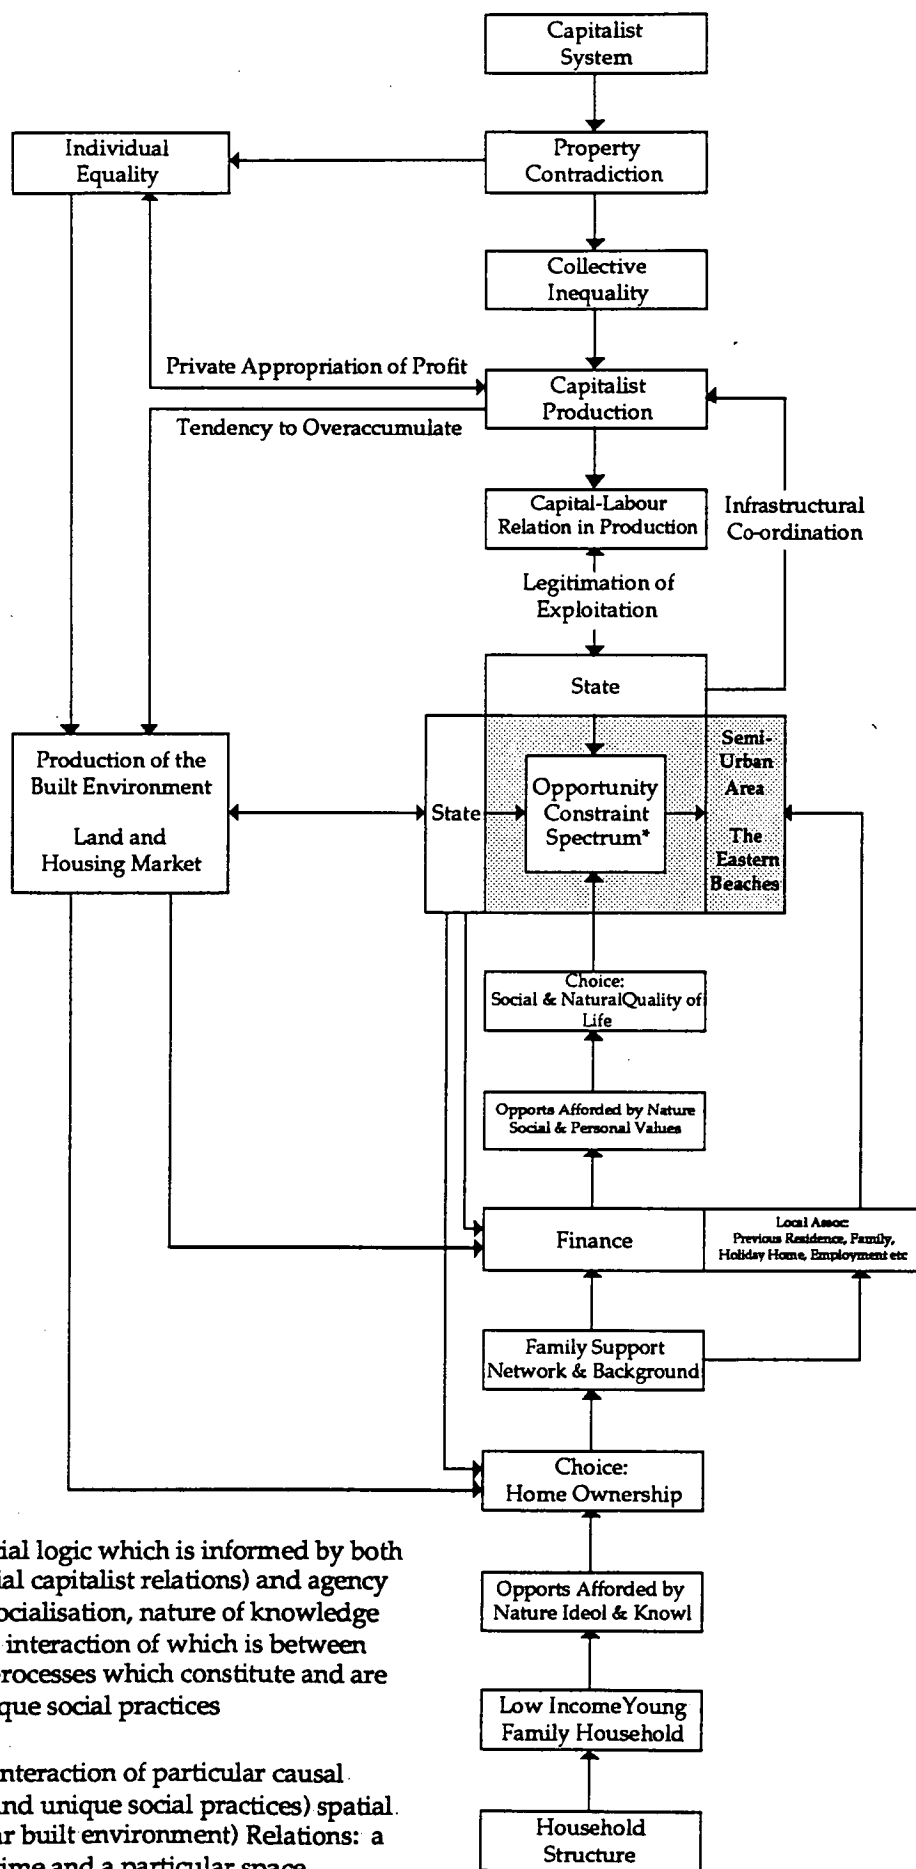 Capitalist
System
Individual
Equality
Property
Contradiction
Collective
Inequality
Private Appropriation of Profit
Capitalist
Production
Tendency to Overaccumulate
Capital-Labour
Relation in Production
Infrastructural
Co-ordination
Legitimation of
Exploitation
State
Production of the
Built Environment
Land and
Housing Market
State
Opportunity
Constraint
Spectrum*
Semi-
Urban
Area
The
Eastern
Beaches
Choice:
Social & NaturalQuality of
Life
Opports Afforded by Nature
Social & Personal Values
Finance
Local Assoc:
Previous Residence, Family,
Holiday Home, Employment etc
Family Support
Network & Background
Choice:
Home Ownership
Opports Afforded by
Nature Ideol & Knowl
Low IncomeYoung
Family Household
Household
Structure
ial logic which is informed by both
ial capitalist relations) and agency
ocialisation, nature of knowledge
interaction of which is between
rocesses which constitute and are
que social practices
nteraction of particular causal
nd unique social practices) spatial
r built environment) Relations: a
ime and a particular space